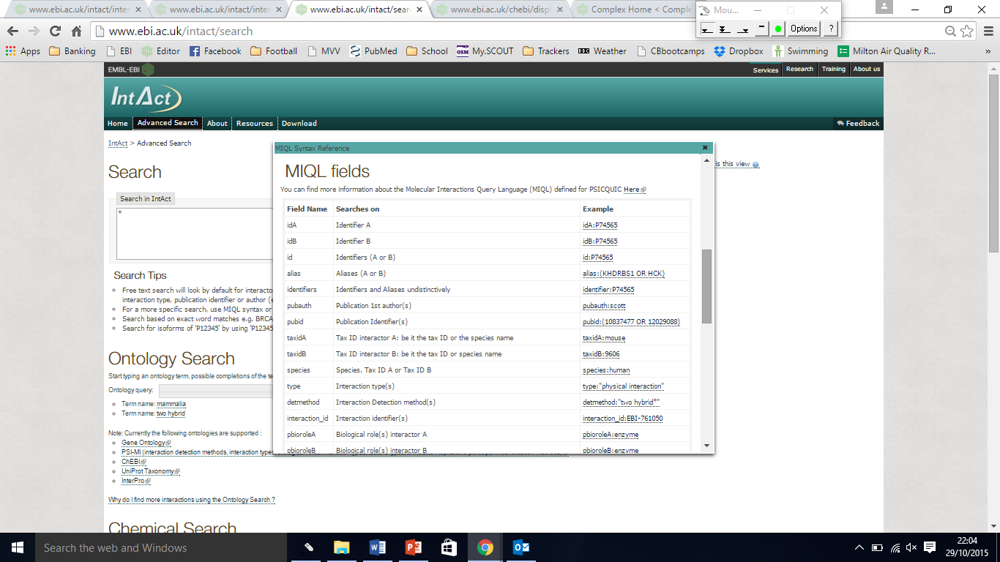 www.ebi.ac.uk/intact/inter
www.ebi.ac.uk/intact/inter
www.ebi.ac.uk/intact/sear
www.ebi.ac.uk/chebi/displ
Complex Home < Comple
Mou...
Options
?
www.ebi.ac.uk/intact/search
Apps
Banking
EBI
Editor
Facebook
Football
MVV
PubMed
School
My.SCOUT
Trackers
BBC Weather
CBbootcamps
Dropbox
Swimming
Milton Air Quality R...
»
EMBL-EBI
Services Research Training About us
IntAct
Home Advanced Search About Resources Download
Feedback
IntAct > Advanced Search
is this view
Search
Search in IntAct
*
Search Tips
Free text search will look by default for interacto
interaction type, publication identifier or author (e
For a more specific search, use MIQL syntax or
Search based on exact word matches e.g. BRCA
Search for isoforms of 'P12345' by using 'P12345
Ontology Search
Start typing an ontology term, possible completions of the te
Ontology query:
Term name: mammalia
Term name: two hybrid
Note: Currently the following ontologies are supported :
Gene Ontology
PSI-MI (interaction detection methods, interaction types
ChEBI
UniProt Taxonomy
InterPro
Why do I find more interactions using the Ontology Search ?
Chemical Search
MIQL Syntax Reference
MIQL fields
You can find more information about the Molecular Interactions Query Language (MIQL) defined for PSICQUIC Here
Field Name Searches on Example
idA Identifier A idA:P74565
idB Identifier B idB:P74565
id Identifiers (A or B) id:P74565
alias Aliases (A or B) alias:(KHDRBS1 OR HCK)
identifiers Identifiers and Aliases undistinctively identifier:P74565
pubauth Publication 1st author(s) pubauth:scott
pubid Publication Identifier(s) pubid:(10837477 OR 12029088)
taxidA Tax ID interactor A: be it the tax ID or the species name taxidA:mouse
taxidB Tax ID interactor B: be it the tax ID or species name taxidB:9606
species Species. Tax ID A or Tax ID B species:human
type Interaction type(s) type:"physical interaction"
detmethod Interaction Detection method(s) detmethod:"two hybrid*"
interaction_id Interaction identifier(s) interaction_id:EBI-761050
pbioroleA Biological role(s) interactor A pbioroleA:enzyme
pbioroleB Biological role(s) interactor B pbioroleB:enzyme
Search the web and Windows
22:04
29/10/2015